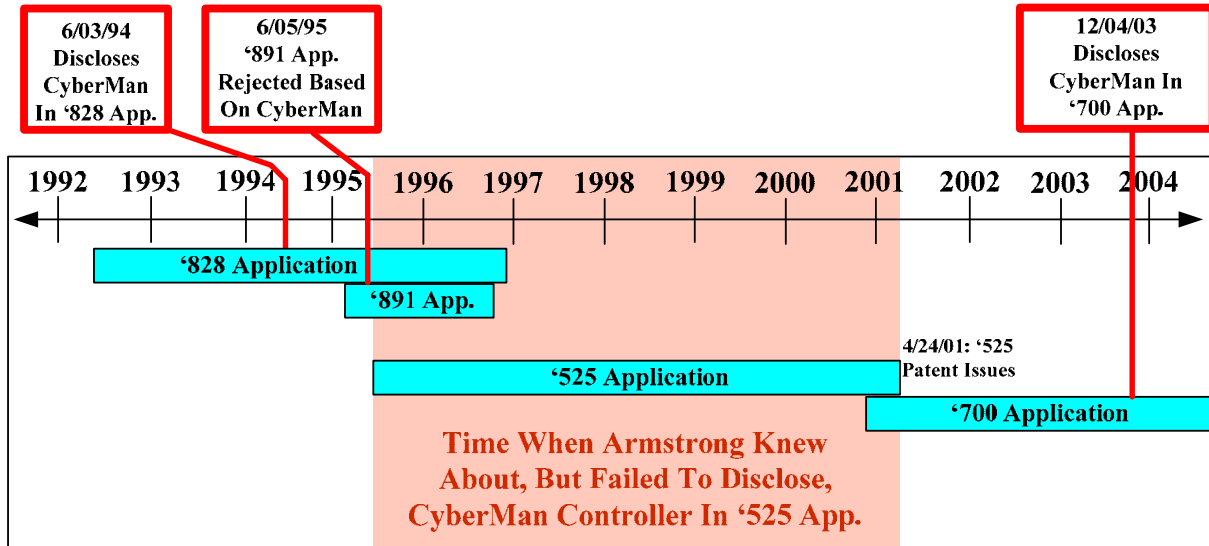 6/03/94
Discloses
CyberMan
In ‘828 App.
6/05/95
‘891 App.
Rejected Based
On CyberMan
12/04/03
Discloses
CyberMan In
‘700 App.
1992 1993 1994 1995 1996 1997 1998 1999 2000 2001 2002 2003 2004
‘828 Application
‘891 App.
4/24/01: ‘525
Patent Issues
‘525 Application
‘700 Application
Time When Armstrong Knew
About, But Failed To Disclose,
CyberMan Controller In ‘525 App.